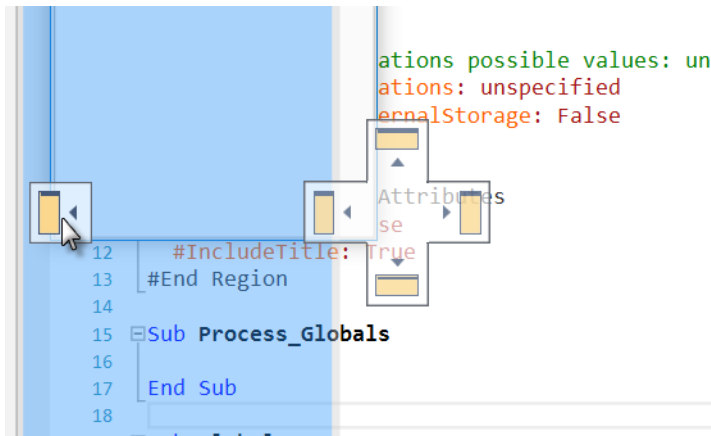 ations possible values: un
ations: unspecified
ernalStorage: False
Attributes
se
12 #IncludeTitle: True
13 #End Region
14
15 Sub Process_Globals
16
17 End Sub
18